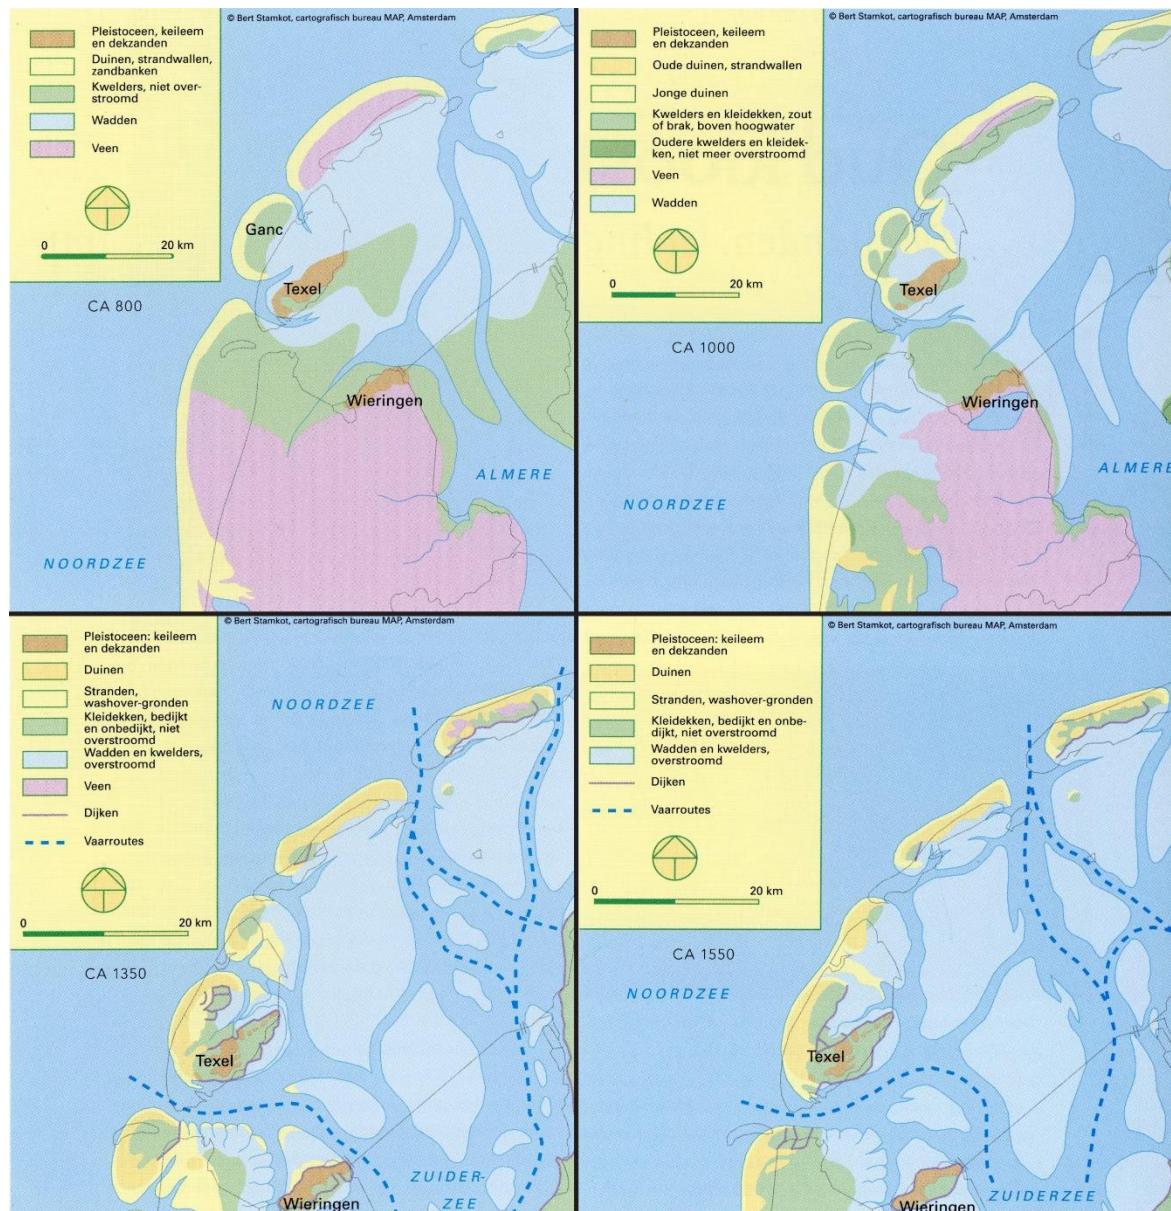 © Bert Stamkot, cartografisch bureau MAP, Amsterdam
Pleistoceen, keileem
en dekzanden
Duinen, strandwallen,
zandbanken
Kwelders, niet over-
stroomd
Wadden
Veen
0 20 km
CA 800
Ganc
Texel
Wieringen
ALMERE
NOORDZEE
© Bert Stamkot, cartografisch bureau MAP, Amsterdam
Pleistoceen, keileem
en dekzanden
Oude duinen, strandwallen
Jonge duinen
Kwelders en kleidekken, zout
of brak, boven hoogwater
Oudere kwelders en kleidek-
ken, niet meer overstroomd
Veen
Wadden
0 20 km
CA 1000
Texel
Wieringen
ALMERE
NOORDZEE
© Bert Stamkot, cartografisch bureau MAP, Amsterdam
Pleistoceen: keileem
en dekzanden
Duinen
Stranden,
washover-gronden
Kleidekken, bedijkt
en onbedijkt, niet
overstroomd
Wadden en kwelders,
overstroomd
Veen
Dijken
Vaarroutes
0 20 km
CA 1350
NOORDZEE
Texel
Wieringen
ZUIDER-
ZEE
© Bert Stamkot, cartografisch bureau MAP, Amsterdam
Pleistoceen: keileem
en dekzanden
Duinen
Stranden, washover-gronden
Kleidekken, bedijkt en onbe-
dijkt, niet overstroomd
Wadden en kwelders,
overstroomd
Dijken
Vaarroutes
0 20 km
CA 1550
NOORDZEE
Texel
Wieringen
ZUIDERZEE